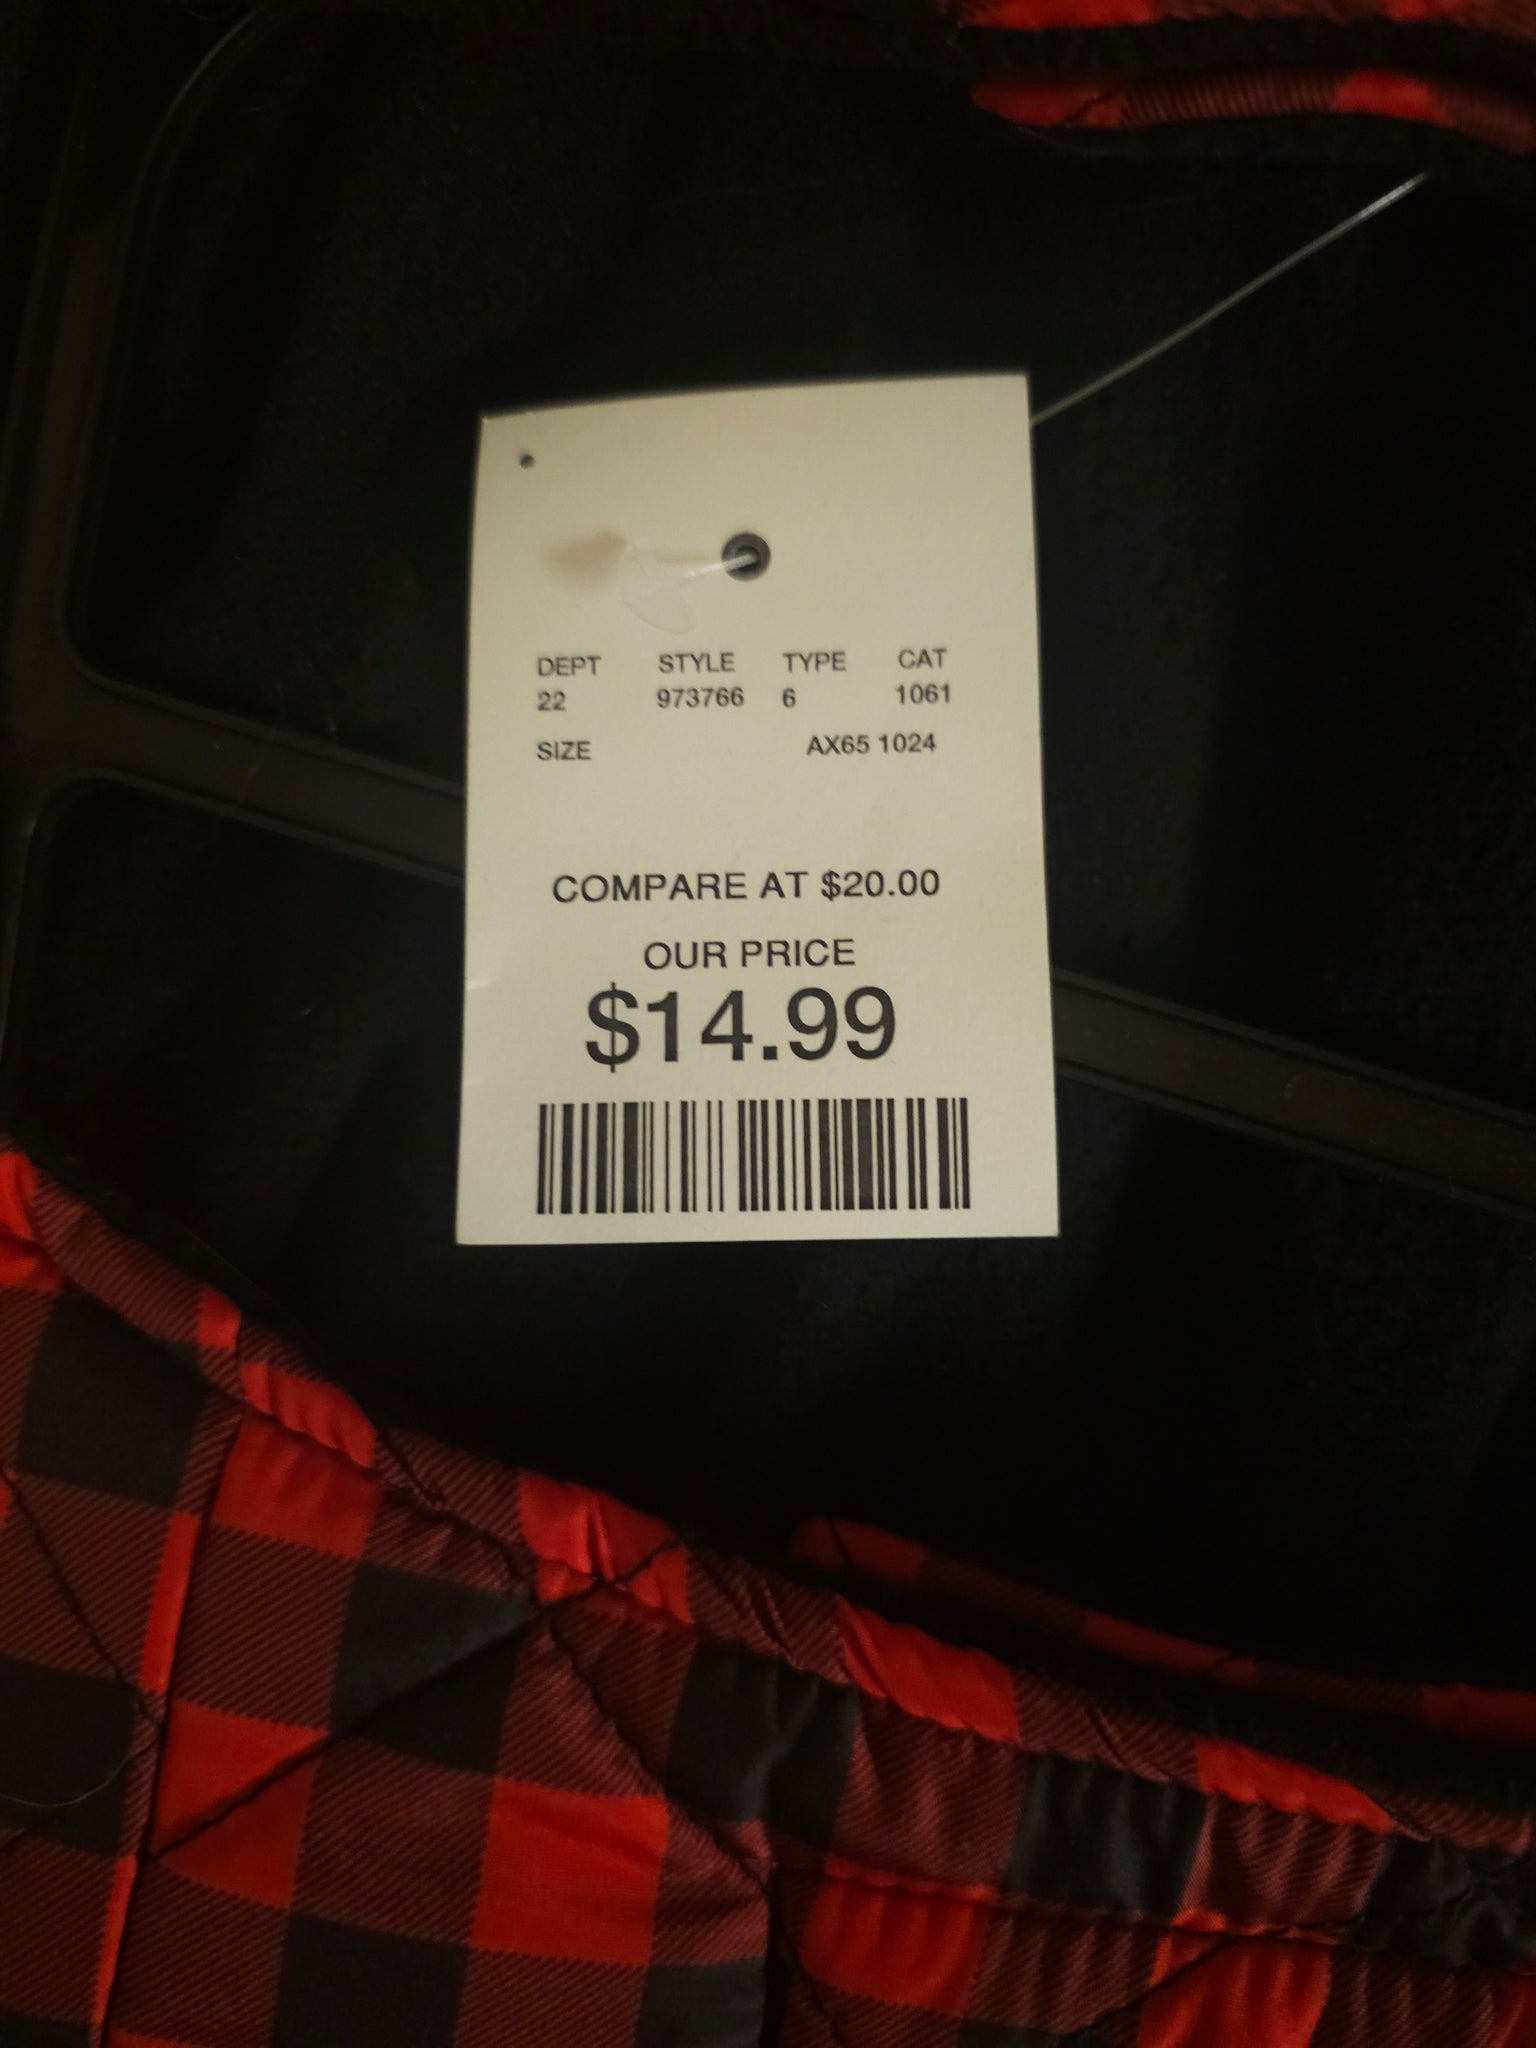 DEPT STYLE TYPE CAT
22 973766 6 1061
SIZE AX65 1024
COMPARE AT $20.00
OUR PRICE
$14.99